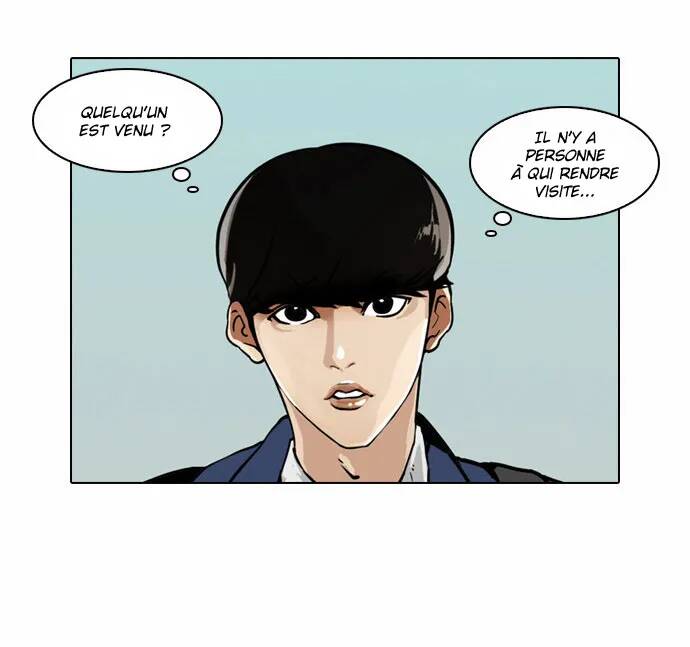 QUELQU'UN
EST VENU ?
IL N'Y A
PERSONNE
À QUI RENDRE
VISITE...